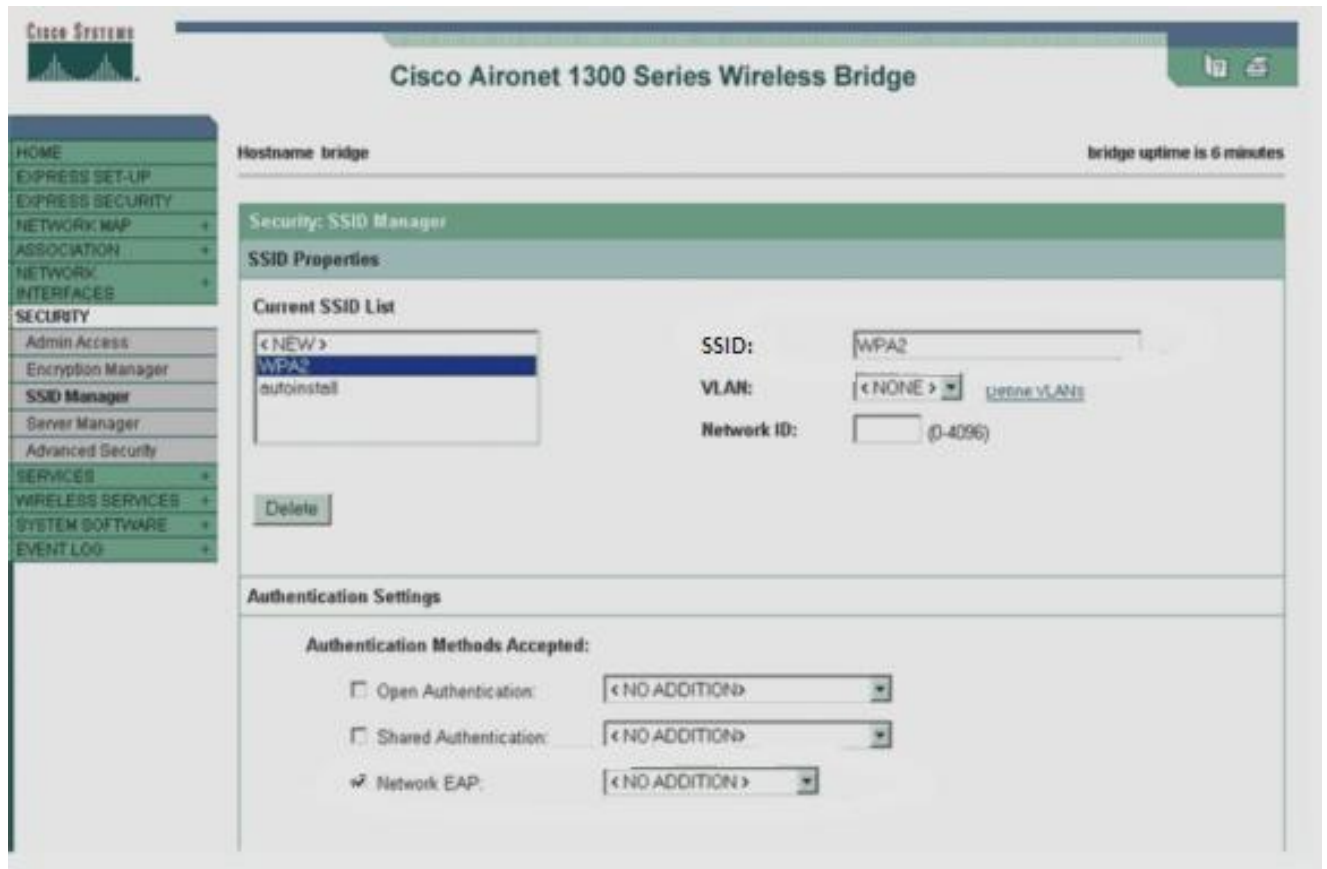 CISCO SYSTEMS
Cisco Aironet 1300 Series Wireless Bridge
HOME
EXPRESS SET-UP
EXPRESS SECURITY
NETWORK MAP +
ASSOCIATION +
NETWORK
INTERFACES +
SECURITY
Admin Access
Encryption Manager
SSID Manager
Server Manager
Advanced Security
SERVICES +
WIRELESS SERVICES +
SYSTEM SOFTWARE +
EVENT LOG +
Hostname bridge
bridge uptime is 6 minutes
Security: SSID Manager
SSID Properties
Current SSID List
< NEW >
WPA2
autoinstall
SSID: WPA2
VLAN: < NONE > Define VLANs
Network ID: (0-4096)
Delete
Authentication Settings
Authentication Methods Accepted:
Open Authentication: < NO ADDITION>
Shared Authentication: < NO ADDITION>
Network EAP: < NO ADDITION >